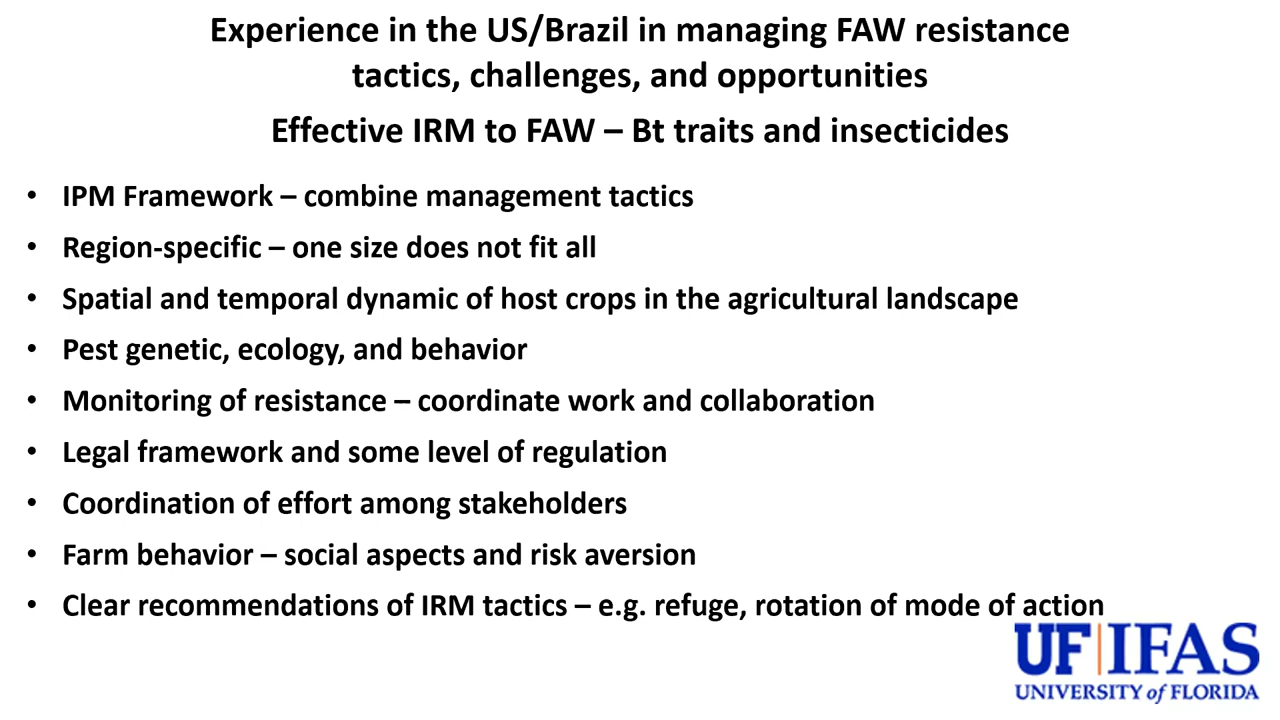 Experience in the US/Brazil in managing FAW resistance
tactics, challenges, and opportunities
Effective IRM to FAW – Bt traits and insecticides
• IPM Framework – combine management tactics
• Region-specific – one size does not fit all
• Spatial and temporal dynamic of host crops in the agricultural landscape
• Pest genetic, ecology, and behavior
• Monitoring of resistance – coordinate work and collaboration
• Legal framework and some level of regulation
• Coordination of effort among stakeholders
• Farm behavior – social aspects and risk aversion
• Clear recommendations of IRM tactics – e.g. refuge, rotation of mode of action
UF|IFAS
UNIVERSITY of FLORIDA